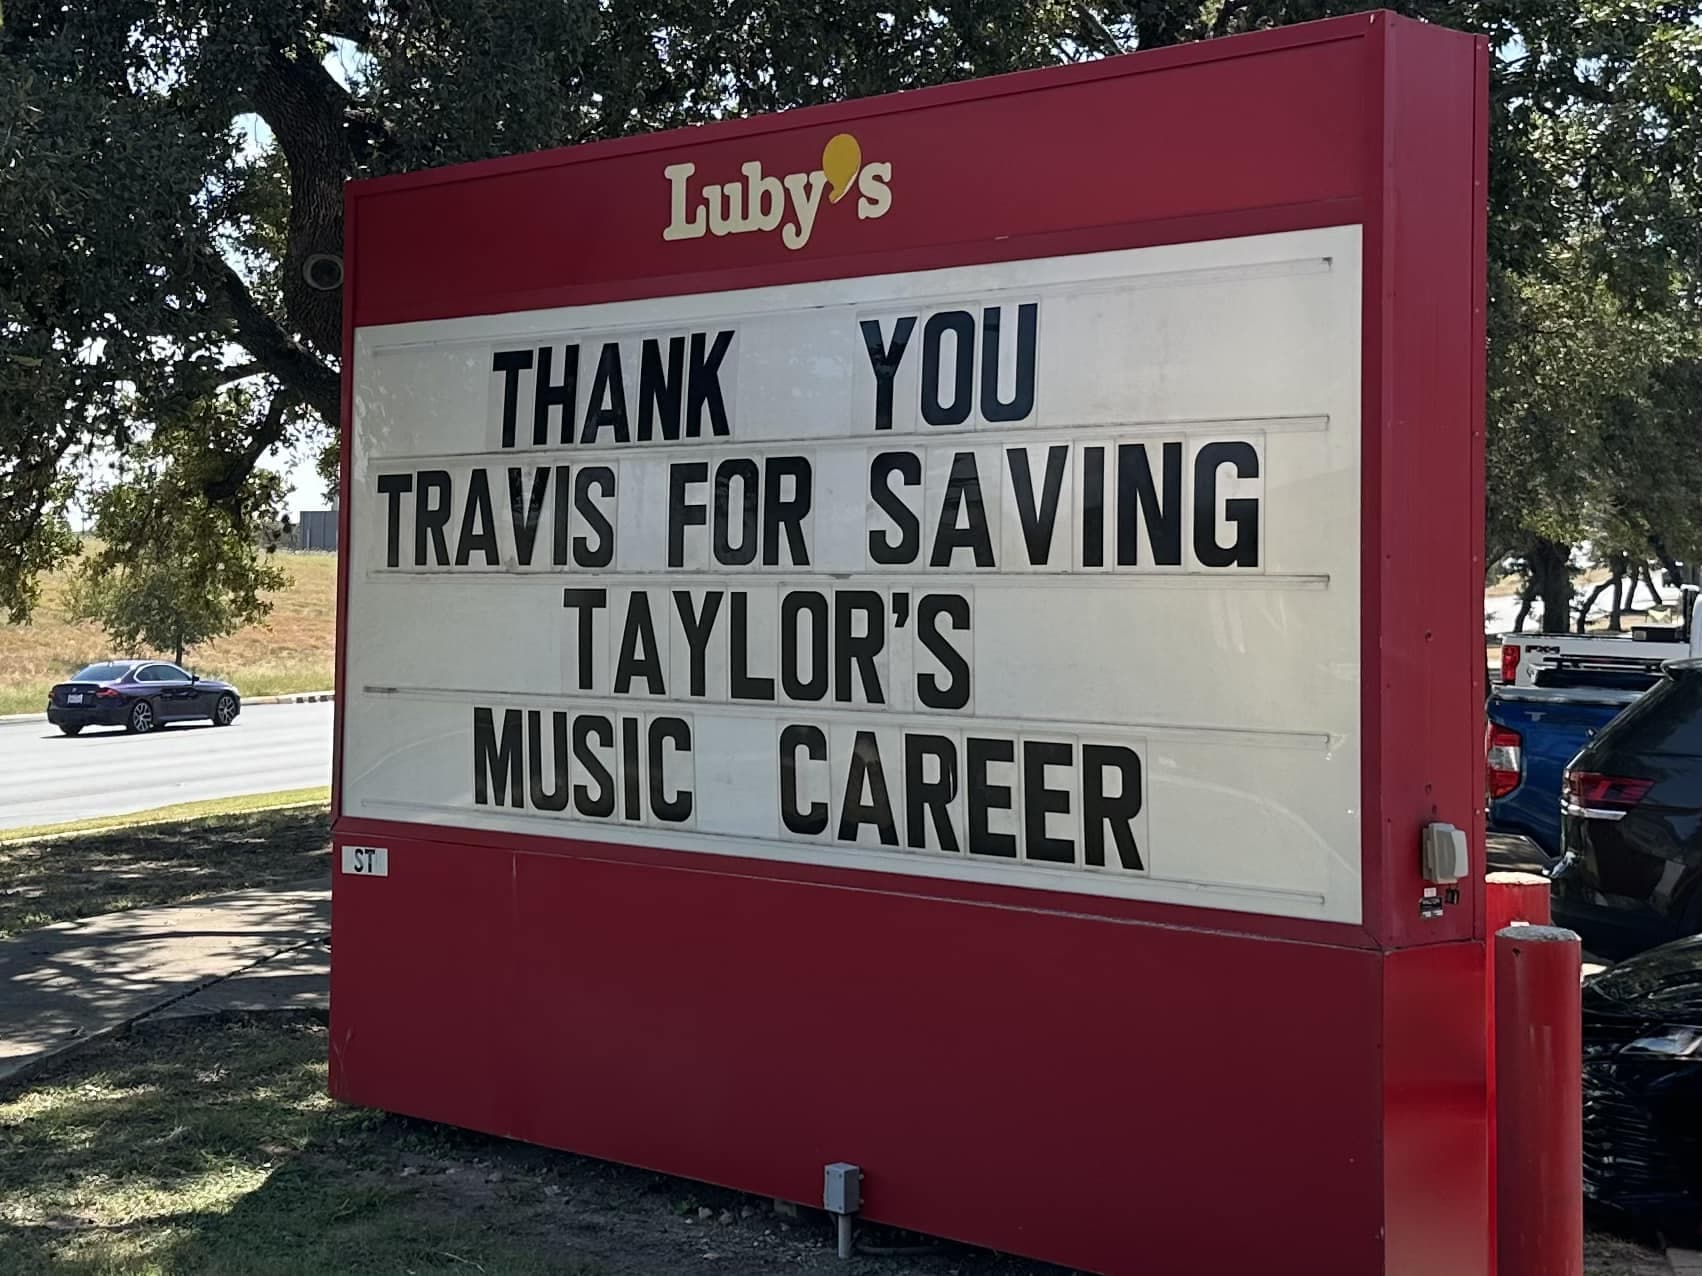 Luby's
THANK YOU
TRAVIS FOR SAVING
TAYLOR'S
MUSIC CAREER
ST